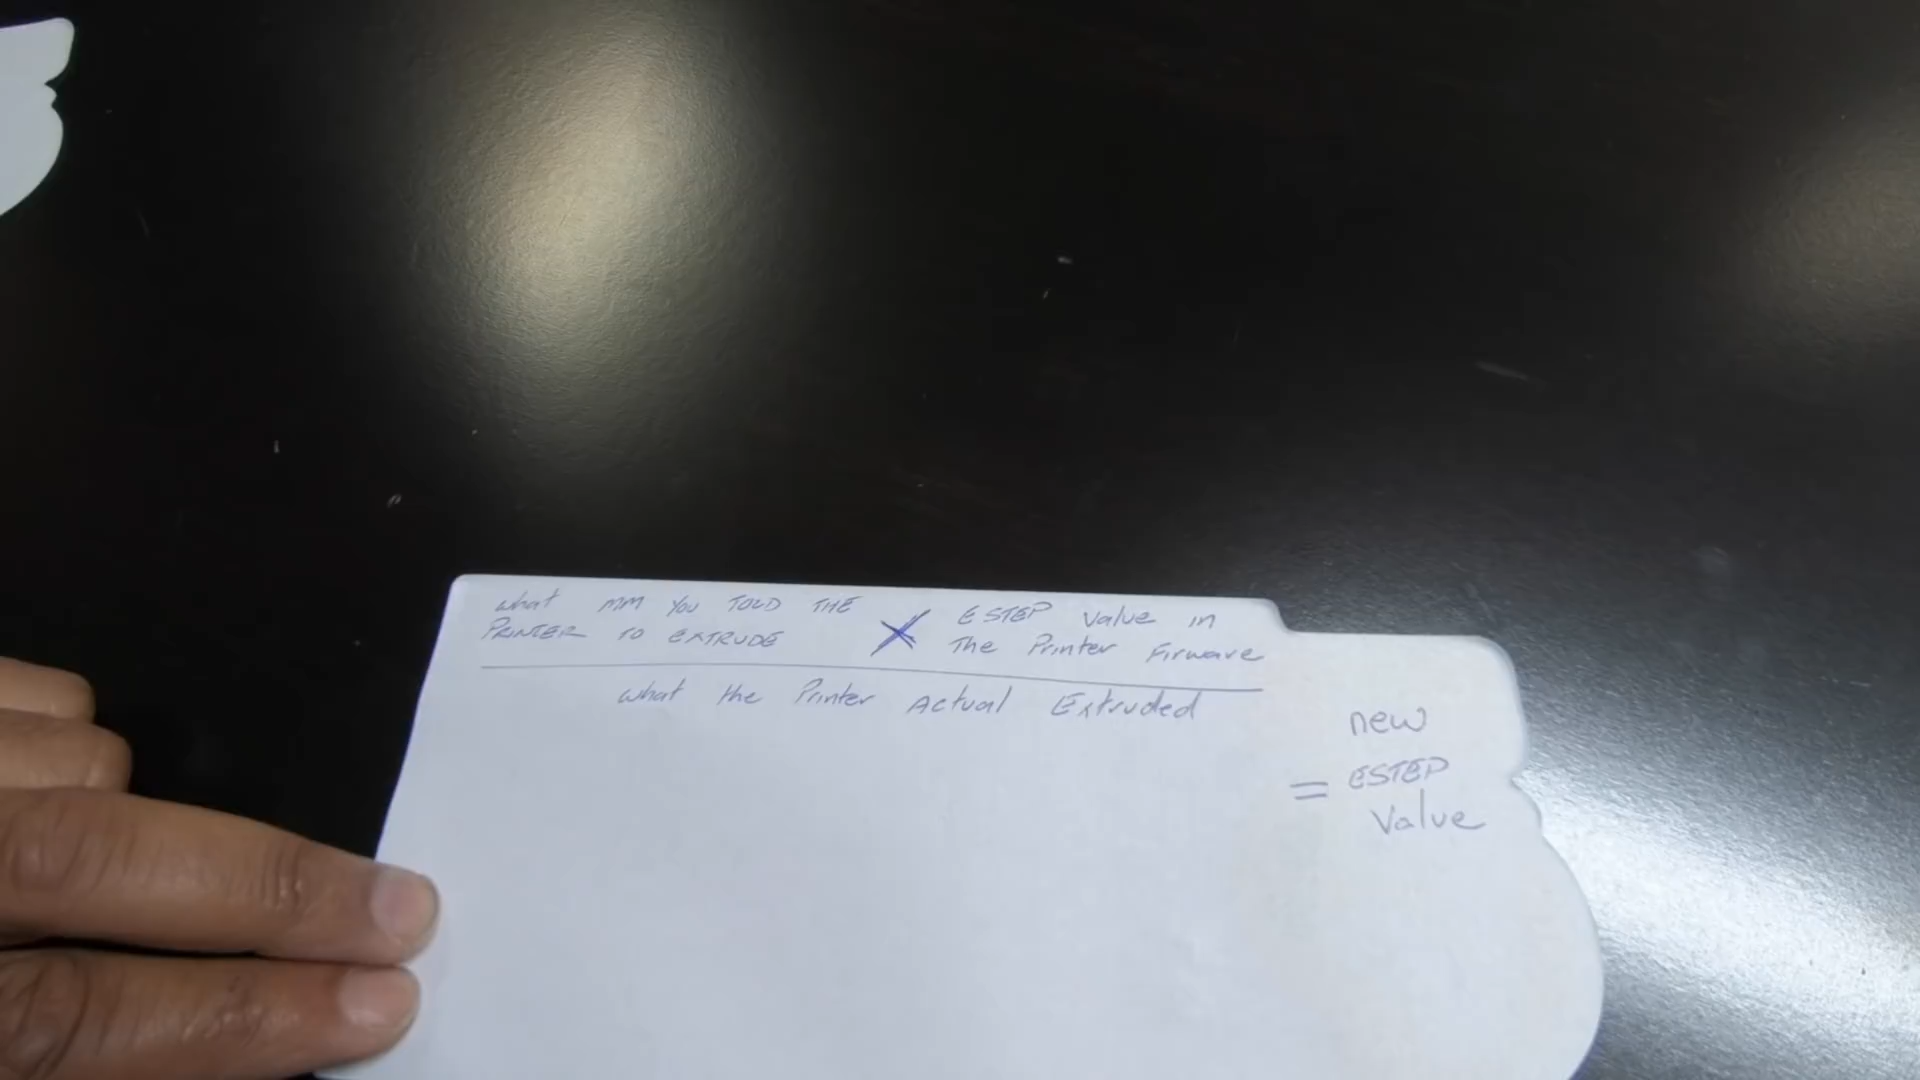 what MM You TOLD THE
PRINTER TO EXTRUDE
X
ESTEP Value in
The Printer Firware
what the Printer Actual Extruded
new
= ESTEP
Value